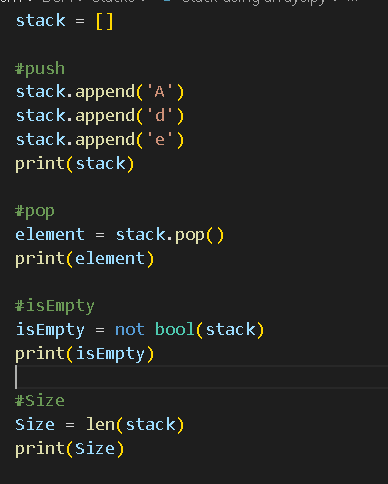 stack = []
#push
stack.append('A')
stack.append('d')
stack.append('e')
print(stack)
#pop
element = stack.pop()
print(element)
#isEmpty
isEmpty = not bool(stack)
print(isEmpty)
#Size
Size = len(stack)
print(Size)